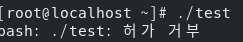 [root@localhost ~]# ./test
bash: ./test: 허가 거부